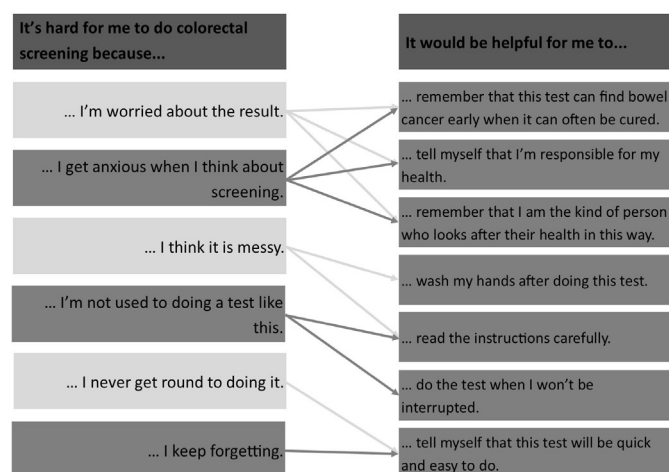 It's hard for me to do colorectal
screening because...
... I'm worried about the result.
... I get anxious when I think about
screening.
... I think it is messy.
... I'm not used to doing a test like
this.
... I never get round to doing it.
... I keep forgetting.
It would be helpful for me to...
... remember that this test can find bowel
cancer early when it can often be cured.
... tell myself that I'm responsible for my
health.
... remember that I am the kind of person
who looks after their health in this way.
... wash my hands after doing this test.
... read the instructions carefully.
... do the test when I won't be
interrupted.
... tell myself that this test will be quick
and easy to do.